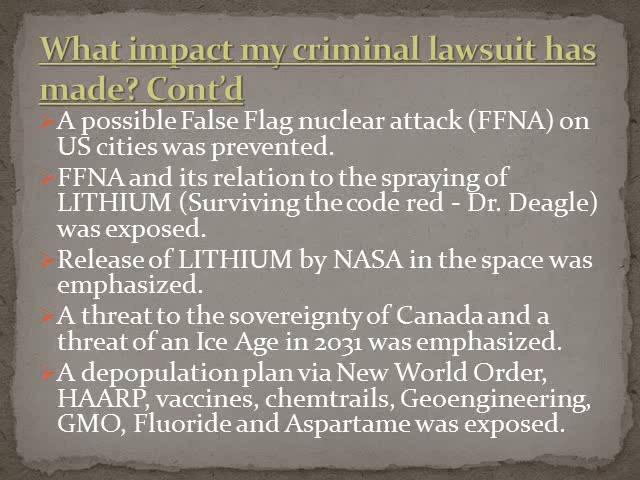 What impact my criminal lawsuit has
made? Cont’d
➢A possible False Flag nuclear attack (FFNA) on
US cities was prevented.
➢FFNA and its relation to the spraying of
LITHIUM (Surviving the code red - Dr. Deagle)
was exposed.
➢Release of LITHIUM by NASA in the space was
emphasized.
➢A threat to the sovereignty of Canada and a
threat of an Ice Age in 2031 was emphasized.
➢A depopulation plan via New World Order,
HAARP, vaccines, chemtrails, Geoengineering,
GMO, Fluoride and Aspartame was exposed.